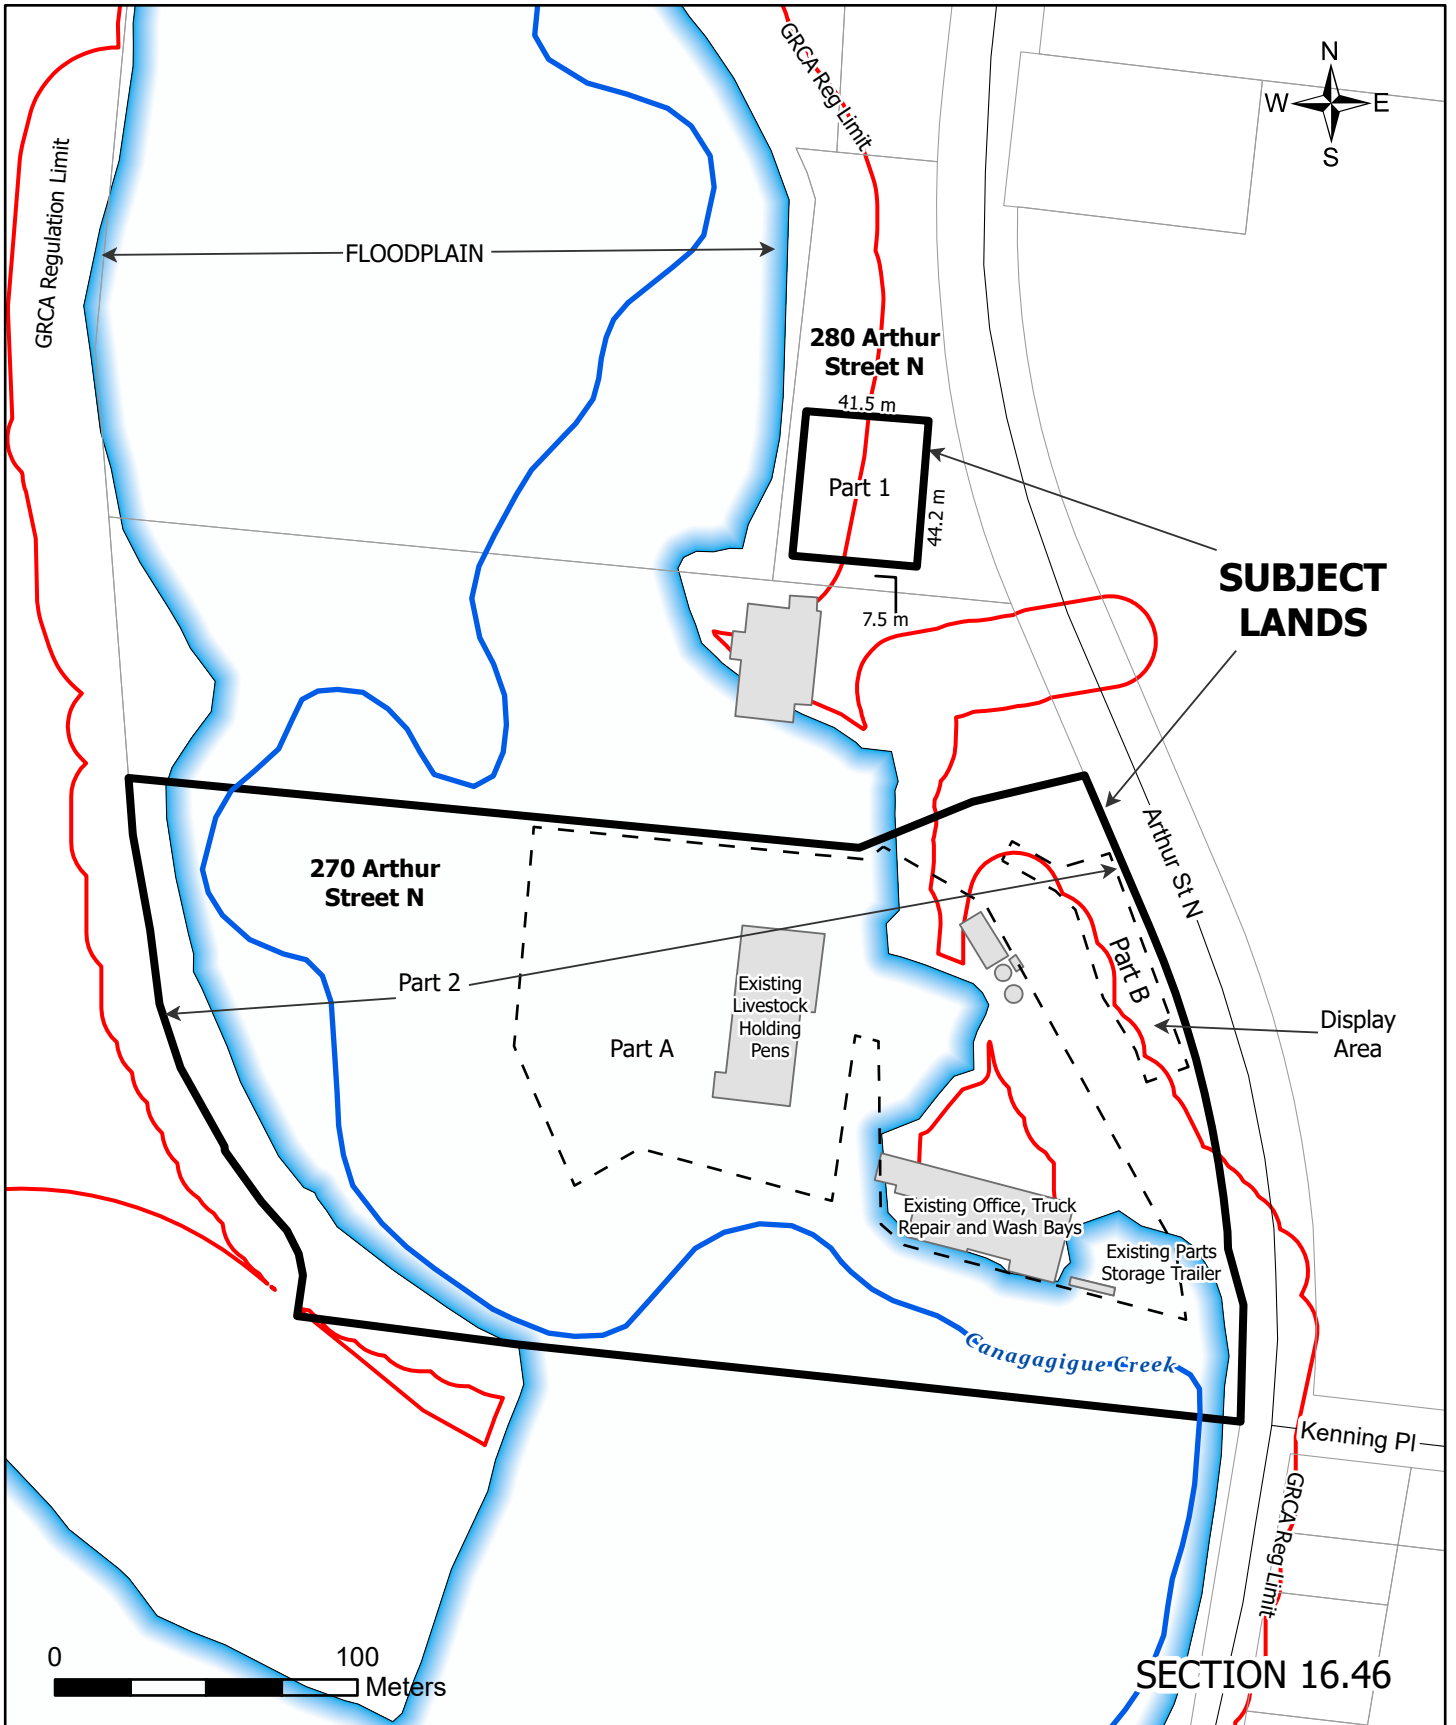 GRCA Reg Limit
N
W E
S
GRCA Regulation Limit
FLOODPLAIN
280 Arthur
Street N
41.5 m
Part 1
44.2 m
7.5 m
SUBJECT
LANDS
Arthur St N
270 Arthur
Street N
Part 2
Part B
Existing
Livestock
Holding
Pens
Part A
Display
Area
Existing Office, Truck
Repair and Wash Bays
Existing Parts
Storage Trailer
Canagagigue Creek
Kenning Pl
GRCA Reg Limit
0 100
Meters
SECTION 16.46